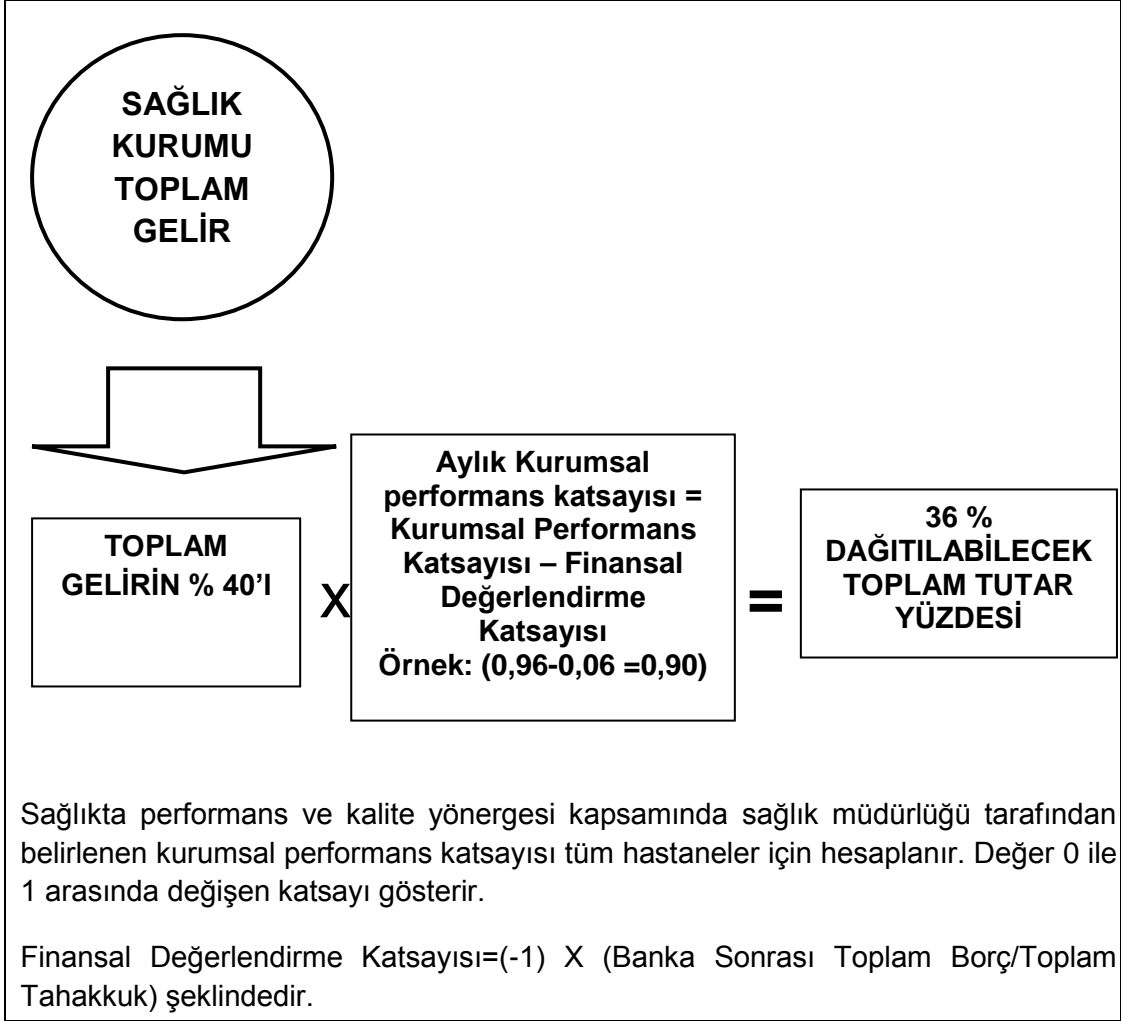 SAĞLIK
KURUMU
TOPLAM
GELİR
TOPLAM
GELİRİN % 40’I
X
Aylık Kurumsal
performans katsayısı =
Kurumsal Performans
Katsayısı – Finansal
Değerlendirme
Katsayısı
Örnek: (0,96-0,06 =0,90)
=
36 %
DAĞITILABİLECEK
TOPLAM TUTAR
YÜZDESİ
Sağlıkta performans ve kalite yönergesi kapsamında sağlık müdürlüğü tarafından
belirlenen kurumsal performans katsayısı tüm hastaneler için hesaplanır. Değer 0 ile
1 arasında değişen katsayı gösterir.
Finansal Değerlendirme Katsayısı=(-1) X (Banka Sonrası Toplam Borç/Toplam
Tahakkuk) şeklindedir.